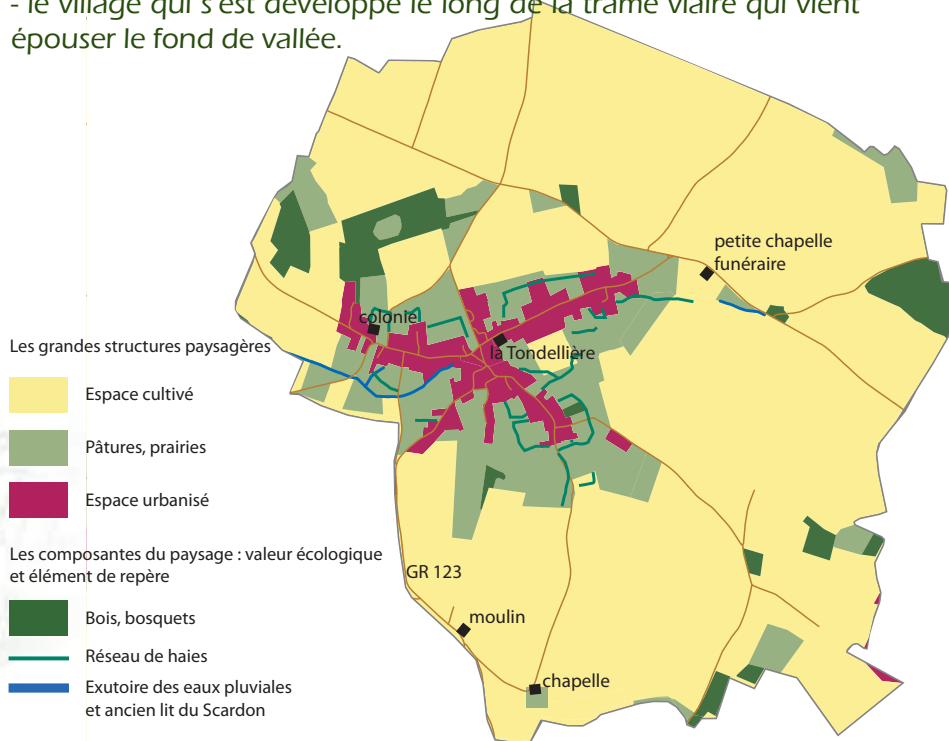 - le village qui s'est développé le long de la trame viaire qui vient
épouser le fond de vallée.
petite chapelle
funéraire
colonie
la Tondellière
GR 123
moulin
chapelle
Les grandes structures paysagères
Espace cultivé
Pâtures, prairies
Espace urbanisé
Les composantes du paysage : valeur écologique
et élément de repère
Bois, bosquets
Réseau de haies
Exutoire des eaux pluviales
et ancien lit du Scardon